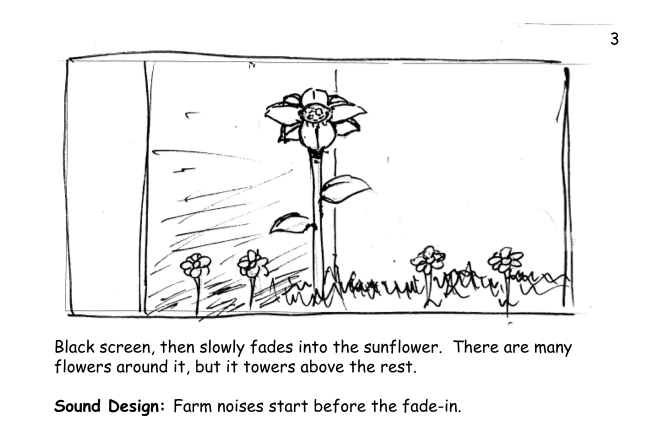 3
Black screen, then slowly fades into the sunflower.  There are many
flowers around it, but it towers above the rest.
Sound Design: Farm noises start before the fade-in.